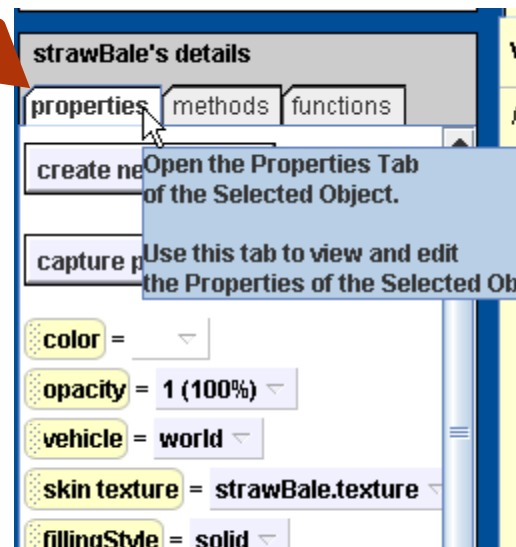 strawBale's details
properties methods functions
create ne
Open the Properties Tab
of the Selected Object.
capture p
Use this tab to view and edit
the Properties of the Selected Ob
color =
opacity = 1 (100%)
vehicle = world
skin texture = strawBale.texture
fillingStyle = solid